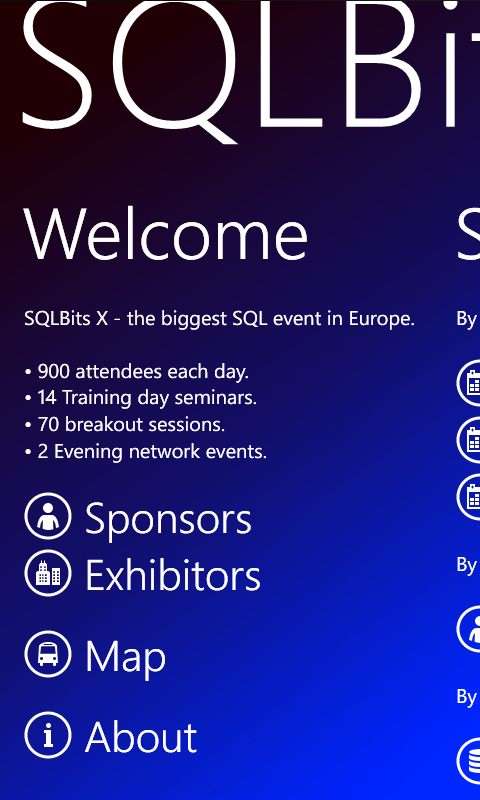 SQLBits
Welcome
SQLBits X - the biggest SQL event in Europe.
• 900 attendees each day.
• 14 Training day seminars.
• 70 breakout sessions.
• 2 Evening network events.
Sponsors
Exhibitors
Map
About
S
By
By
By